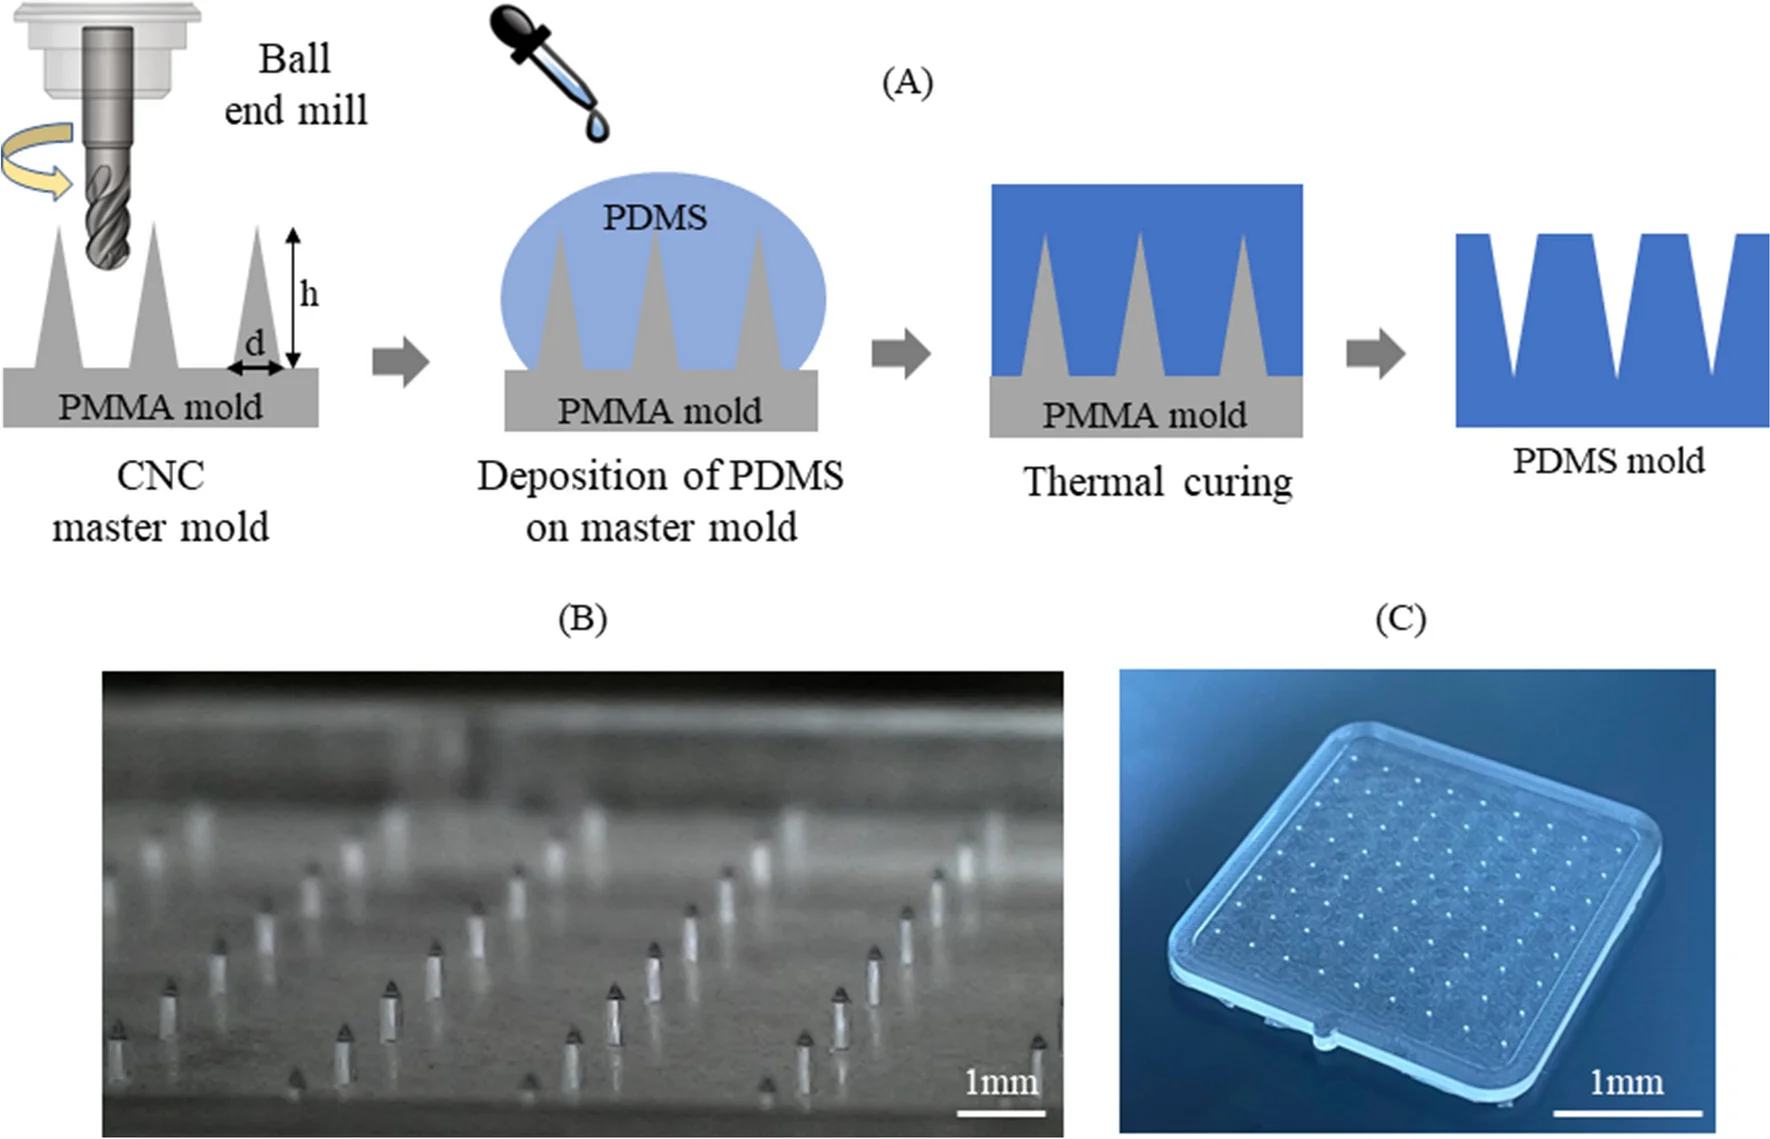 Ball
end mill
(A)
PDMS
h
d
PMMA mold
PMMA mold
PMMA mold
PDMS mold
CNC
master mold
Deposition of PDMS
on master mold
Thermal curing
(B)
(C)
1mm
1mm